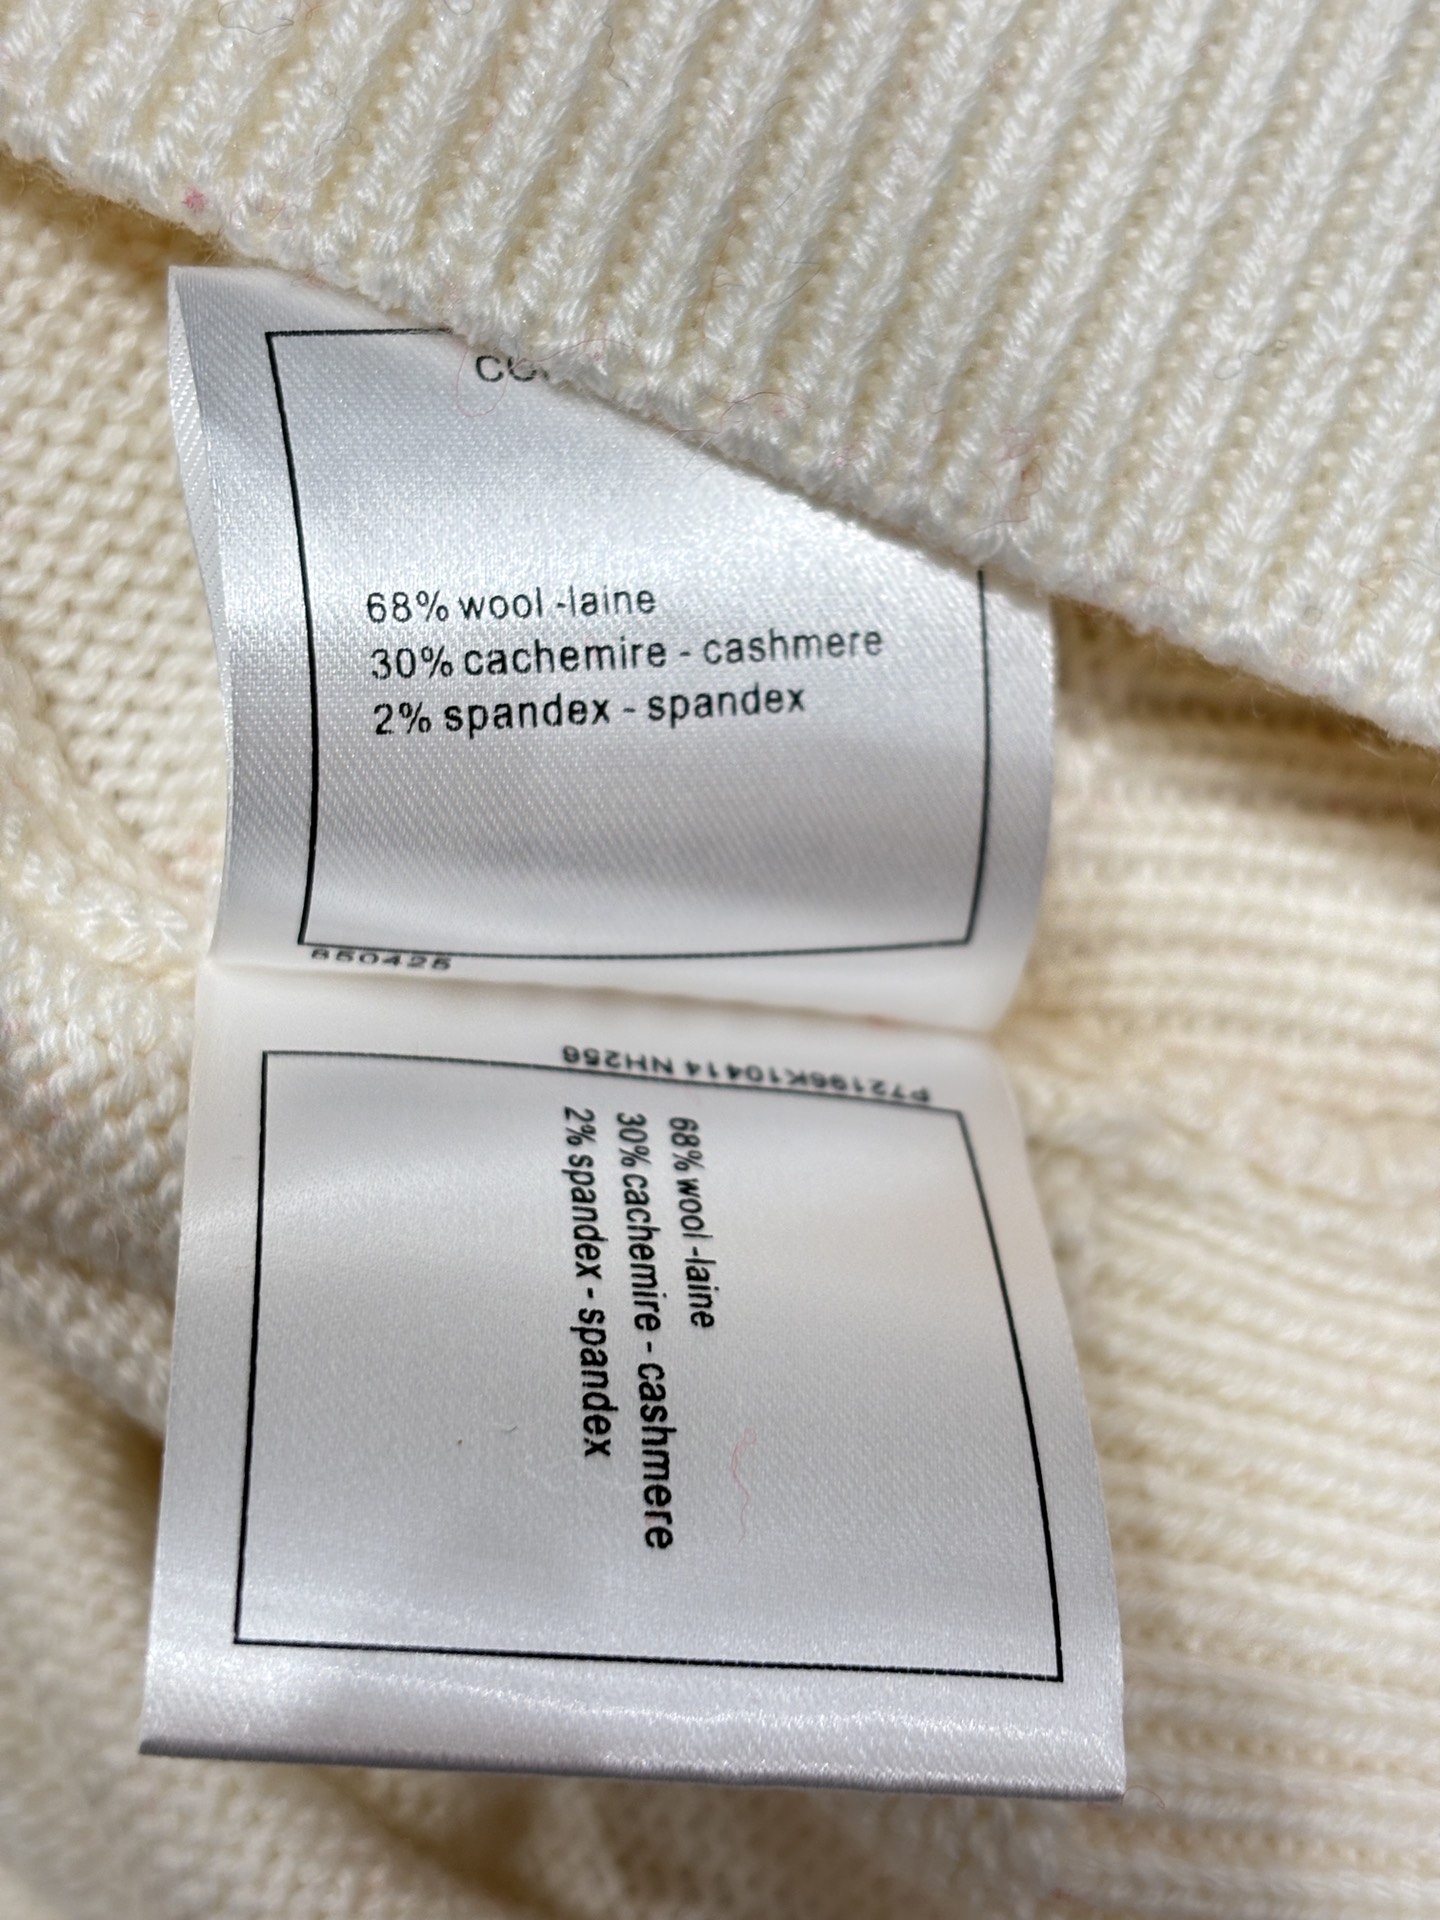 68% wool -laine
30% cachemire - cashmere
2% spandex - spandex
850425
P72196K10414 NH256
68% wool -laine
30% cachemire - cashmere
2% spandex - spandex